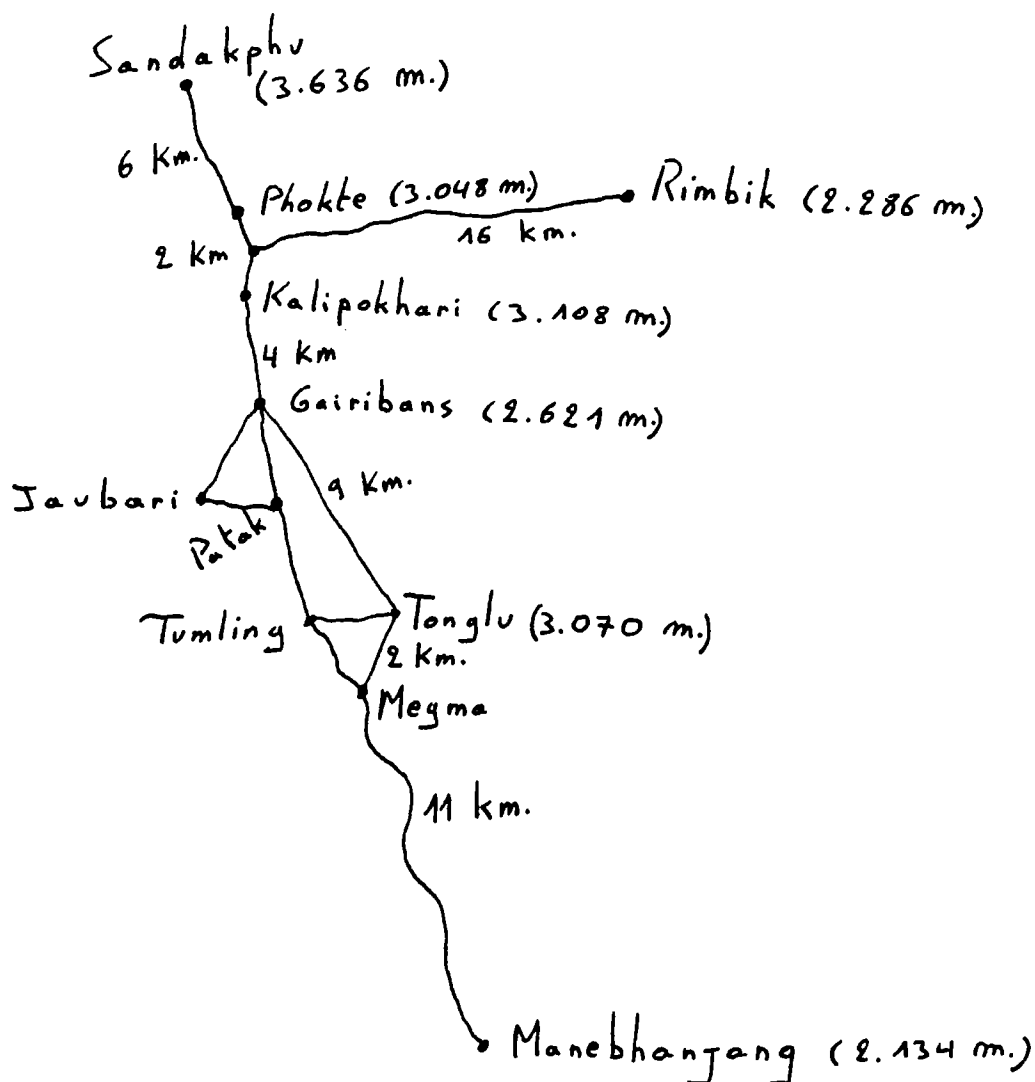 Sandakphu
(3.636 m.)
6 Km.
Phokte (3.048 m.)
Rimbik (2.286 m.)
16 km.
2 Km
Kalipokhari (3.108 m.)
4 Km
Gairibans (2.621 m.)
9 Km.
Jaubari
Patak
Tumling
Tonglu (3.070 m.)
2 Km.
Megma
11 km.
Manebhanjang (2.134 m.)